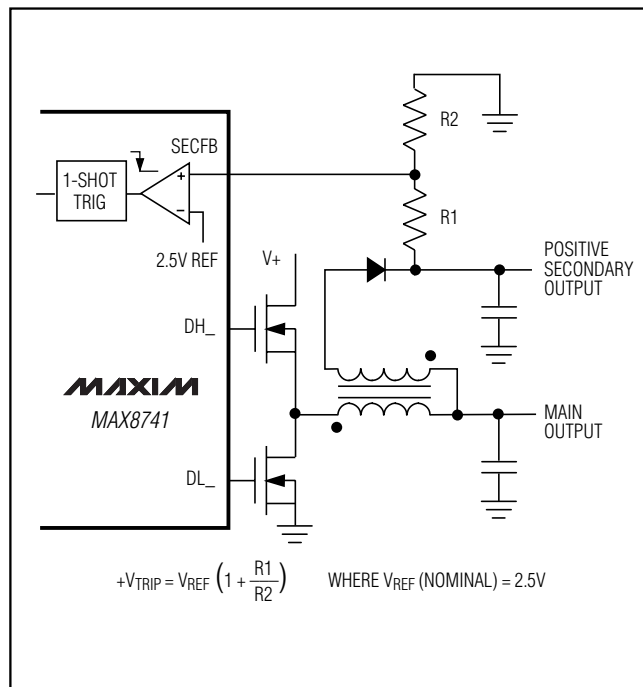 R2
SECFB
+
1-SHOT
TRIG
–
R1
2.5V REF
V+
POSITIVE
SECONDARY
OUTPUT
DH_
MAXIM
MAX8741
MAIN
OUTPUT
DL_
+VTRIP = VREF (1 + R1/R2) WHERE VREF (NOMINAL) = 2.5V